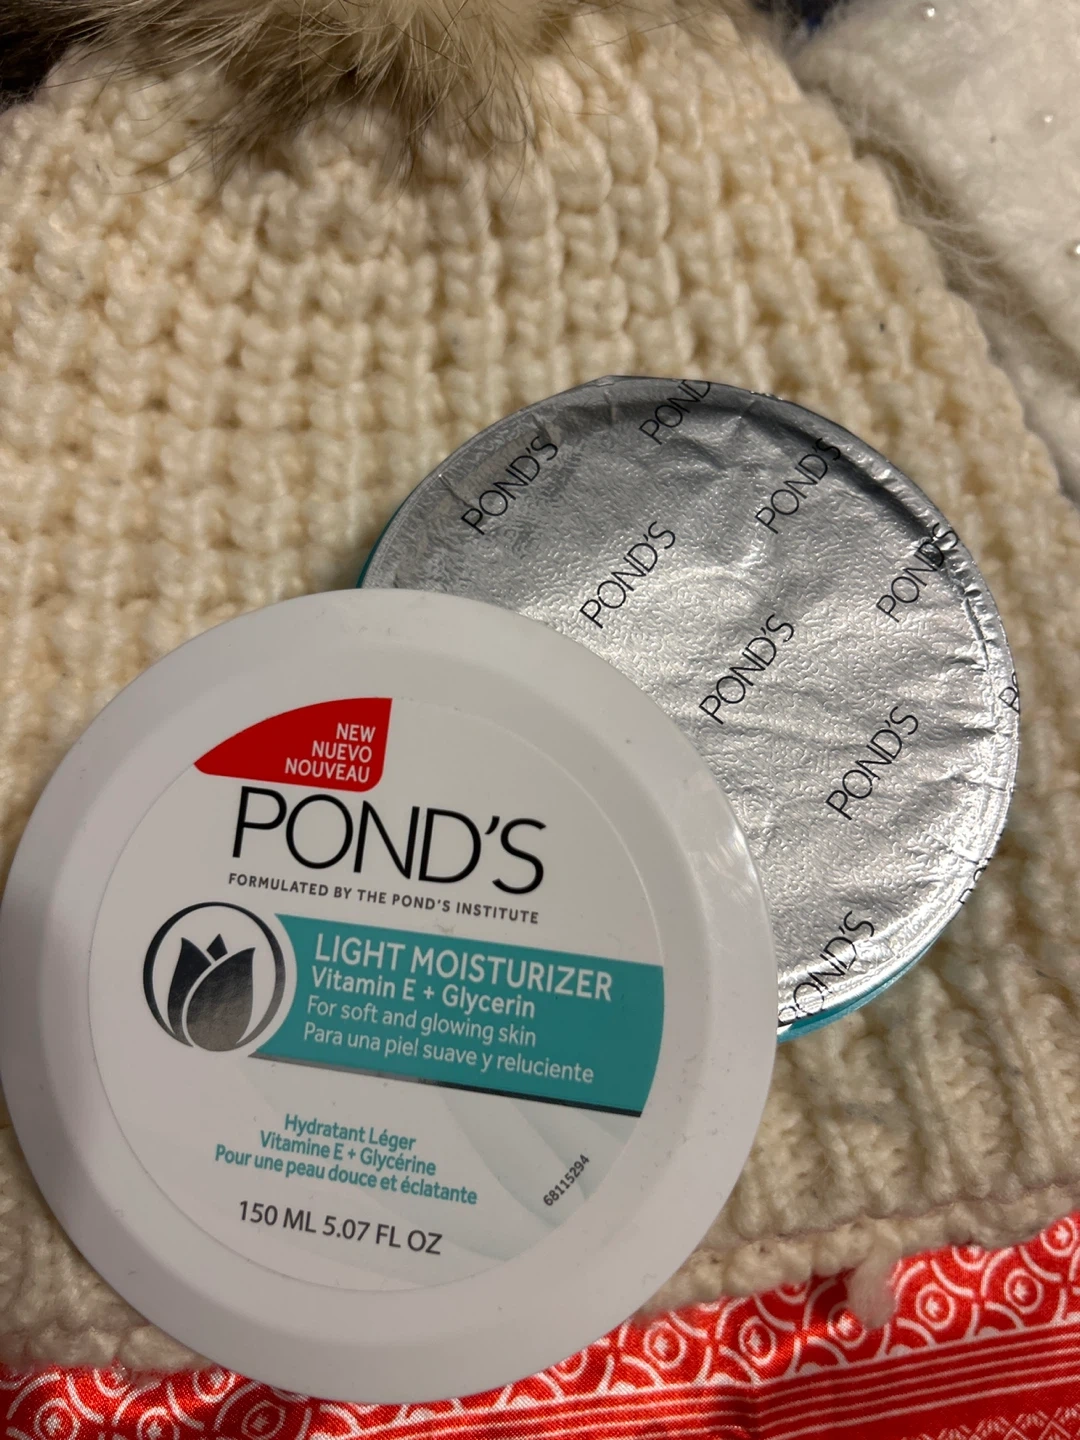 POND'S
POND
POND'S
POND'S
POND'S
POND'S
POND'S
POND'S
NEW
NUEVO
NOUVEAU
POND'S
FORMULATED BY THE POND'S INSTITUTE
LIGHT MOISTURIZER
Vitamin E + Glycerin
For soft and glowing skin
Para una piel suave y reluciente
Hydratant Léger
Vitamine E + Glycérine
Pour une peau douce et éclatante
68115294
150 ML 5.07 FL OZ